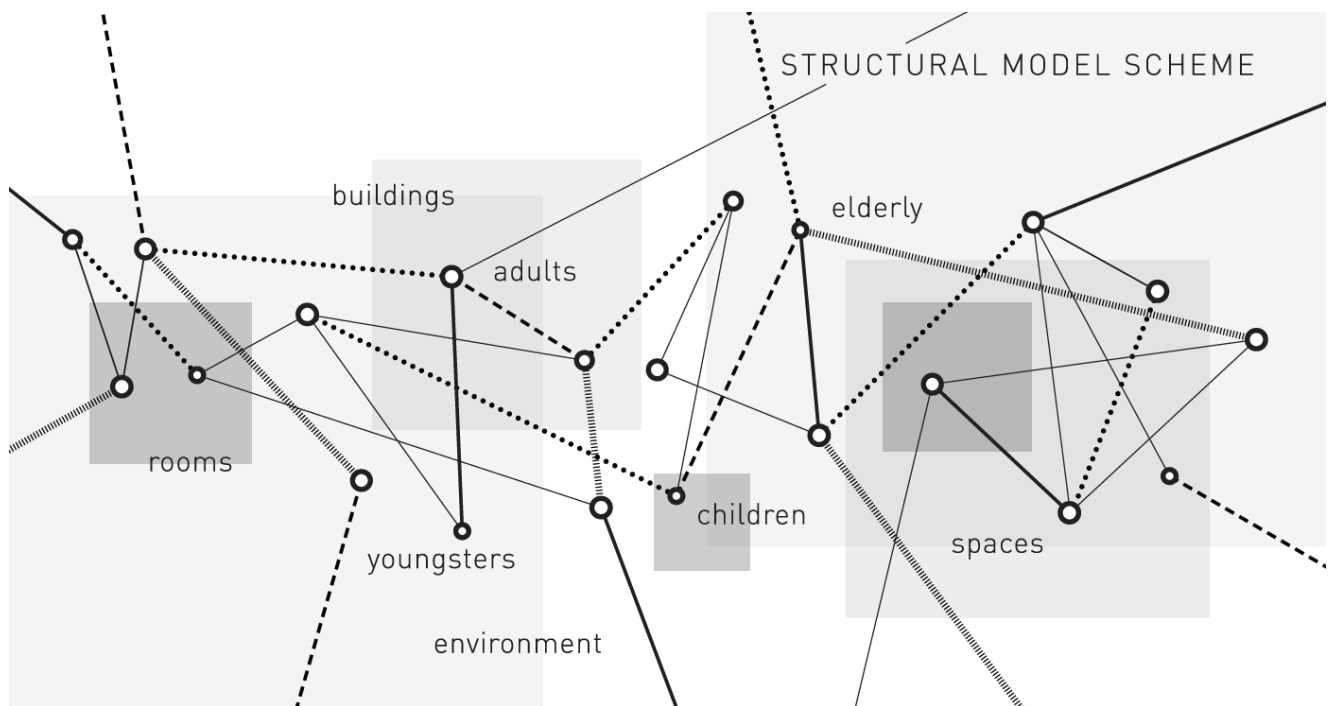 STRUCTURAL MODEL SCHEME
buildings
elderly
adults
rooms
children
spaces
youngsters
environment